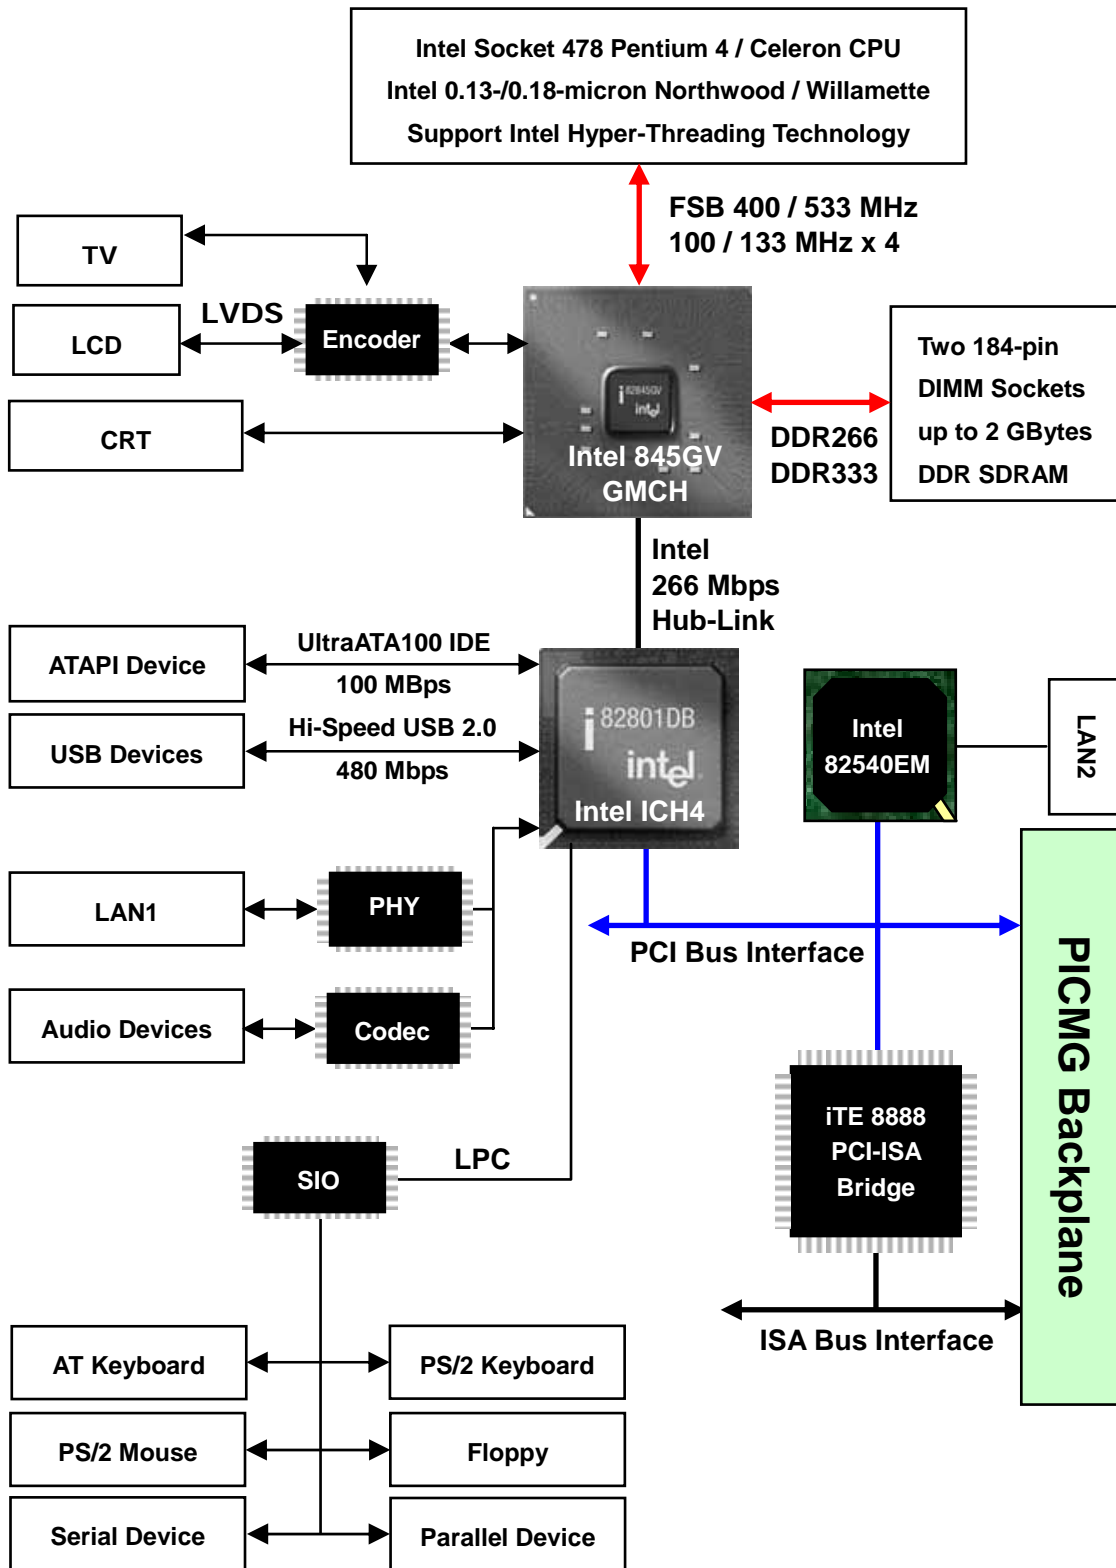 Intel Socket 478 Pentium 4 / Celeron CPU
Intel 0.13-/0.18-micron Northwood / Willamette
Support Intel Hyper-Threading Technology
FSB 400 / 533 MHz
100 / 133 MHz x 4
TV
LVDS
LCD
Encoder
CRT
i 82845GV
intel
Intel 845GV
GMCH
DDR266
DDR333
Two 184-pin
DIMM Sockets
up to 2 GBytes
DDR SDRAM
Intel
266 Mbps
Hub-Link
ATAPI Device
UltraATA100 IDE
100 MBps
USB Devices
Hi-Speed USB 2.0
480 Mbps
i 82801DB
intel
Intel ICH4
Intel
82540EM
LAN2
LAN1
PHY
PCI Bus Interface
Audio Devices
Codec
PICMG Backplane
iTE 8888
PCI-ISA
Bridge
SIO
LPC
ISA Bus Interface
AT Keyboard
PS/2 Keyboard
PS/2 Mouse
Floppy
Serial Device
Parallel Device